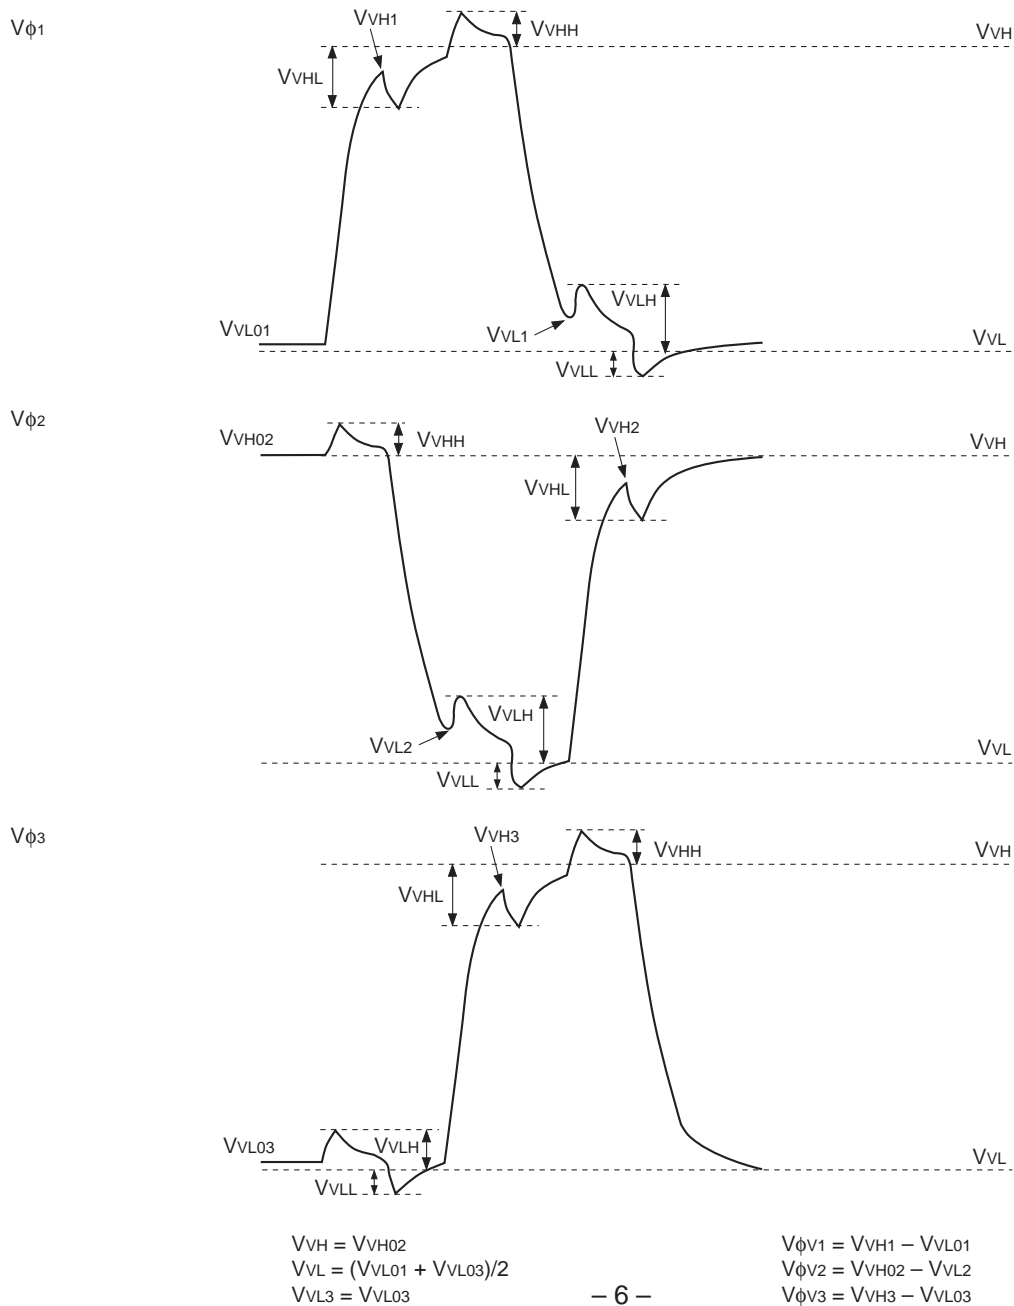 Vϕ1
VVH1
VVHH
VVH
VVHL
VVL01
VVL1
VVLH
VVL
VVLL
Vϕ2
VVH02
VVHH
VVH2
VVH
VVHL
VVL2
VVLH
VVL
VVLL
Vϕ3
VVH3
VVHH
VVH
VVHL
VVL03
VVLH
VVL
VVLL
VVH = VVH02
VVL = (VVL01 + VVL03)/2
VVL3 = VVL03
VϕV1 = VVH1 – VVL01
VϕV2 = VVH02 – VVL2
VϕV3 = VVH3 – VVL03
– 6 –